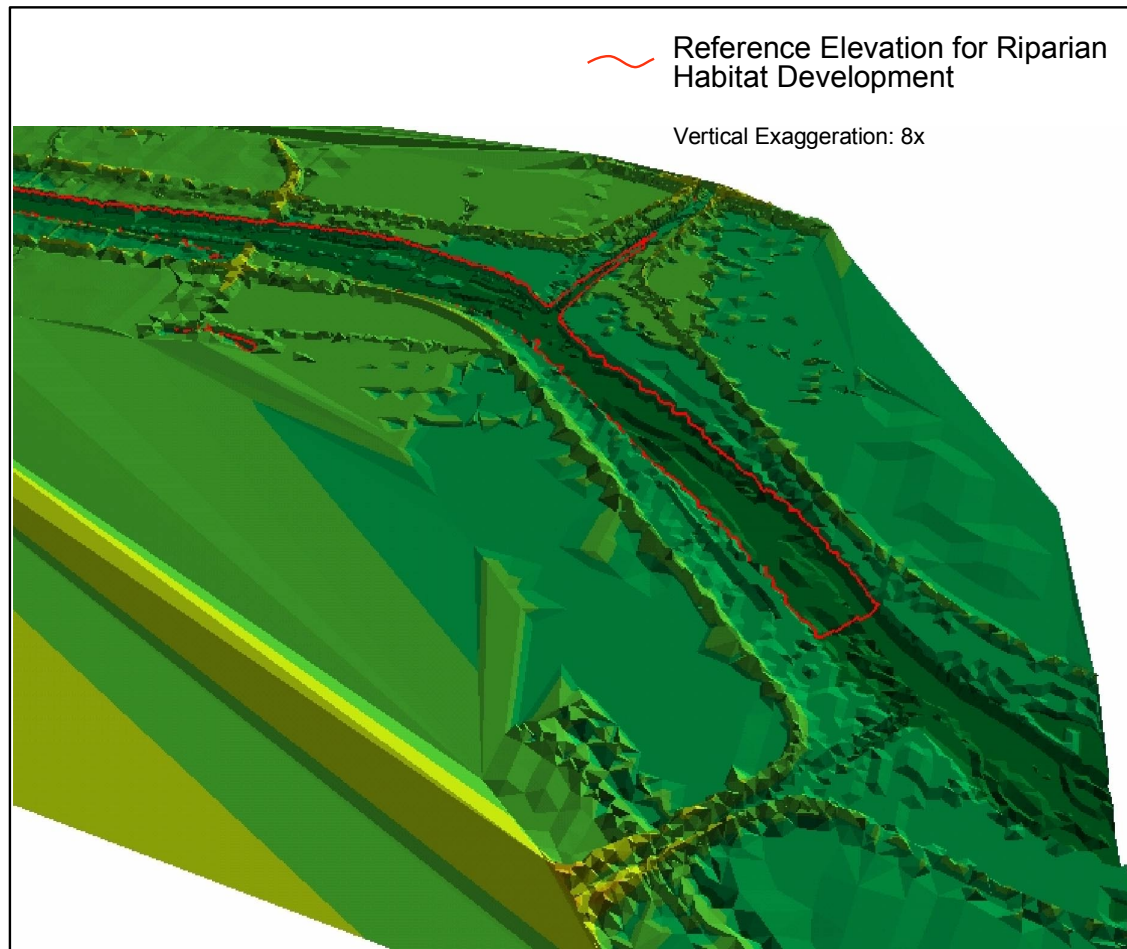 Reference Elevation for Riparian
Habitat Development
Vertical Exaggeration: 8x